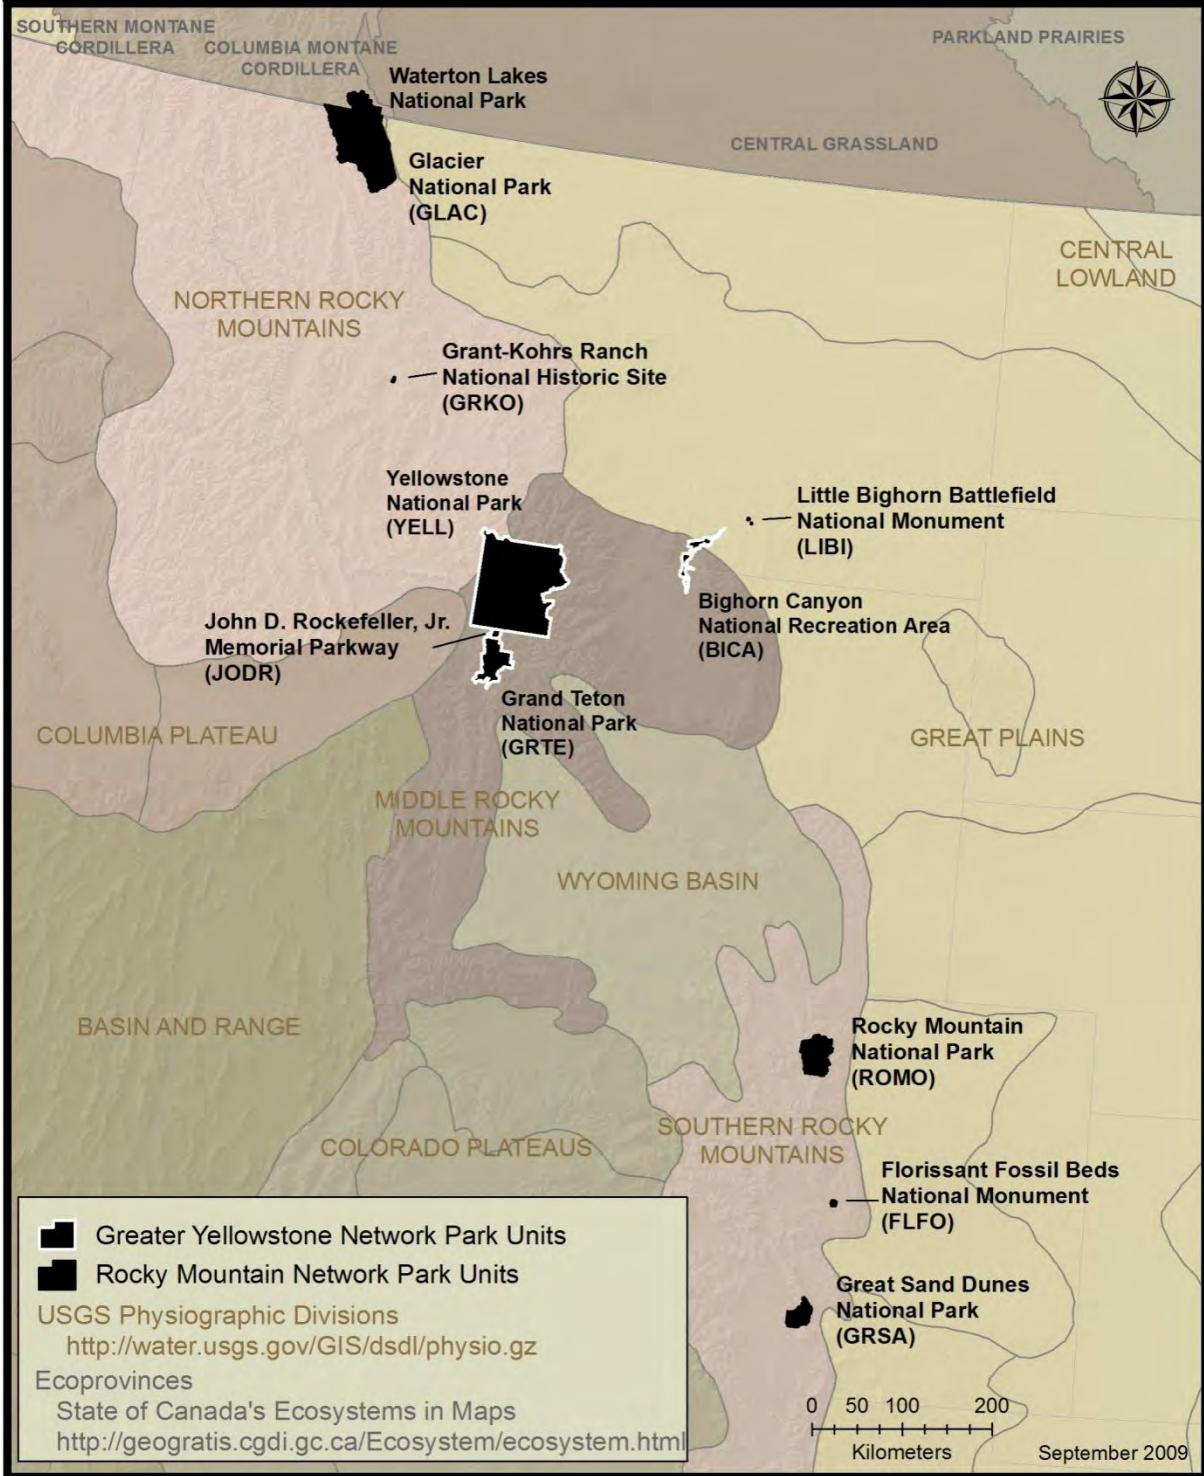 SOUTHERN MONTANE
CORDILLERA
COLUMBIA MONTANE
CORDILLERA
PARKLAND PRAIRIES
Waterton Lakes
National Park
CENTRAL GRASSLAND
Glacier
National Park
(GLAC)
CENTRAL
LOWLAND
NORTHERN ROCKY
MOUNTAINS
Grant-Kohrs Ranch
National Historic Site
(GRKO)
Yellowstone
National Park
(YELL)
Little Bighorn Battlefield
National Monument
(LIBI)
Bighorn Canyon
National Recreation Area
(BICA)
John D. Rockefeller, Jr.
Memorial Parkway
(JODR)
Grand Teton
National Park
(GRTE)
COLUMBIA PLATEAU
GREAT PLAINS
MIDDLE ROCKY
MOUNTAINS
WYOMING BASIN
BASIN AND RANGE
Rocky Mountain
National Park
(ROMO)
COLORADO PLATEAUS
SOUTHERN ROCKY
MOUNTAINS
Florissant Fossil Beds
National Monument
(FLFO)
Great Sand Dunes
National Park
(GRSA)
Greater Yellowstone Network Park Units
Rocky Mountain Network Park Units
USGS Physiographic Divisions
http://water.usgs.gov/GIS/dsdl/physio.gz
Ecoprovinces
State of Canada's Ecosystems in Maps
http://geogratis.cgdi.gc.ca/Ecosystem/ecosystem.html
0 50 100 200
Kilometers
September 2009